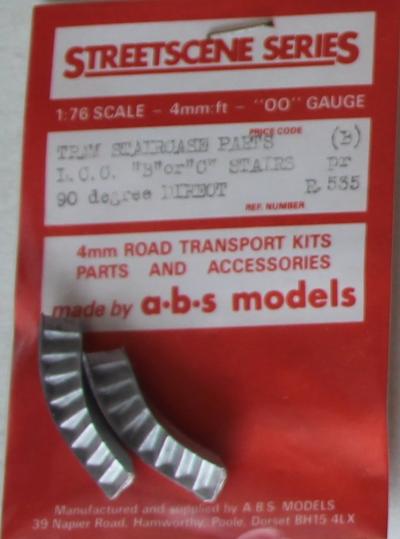 STREETSCENE SERIES
1:76 SCALE - 4mm:ft - "OO" GAUGE
PRICE CODE
TRAM STAIRCASE PARTS (B)
L.C.C. "B"or"C" STAIRS pr
90 degree DIRECT R 535
REF. NUMBER
4mm ROAD TRANSPORT KITS
PARTS AND ACCESSORIES
made by a·b·s models
Manufactured and supplied by A.B.S. MODELS
39 Napier Road, Hamworthy, Poole, Dorset BH15 4LX